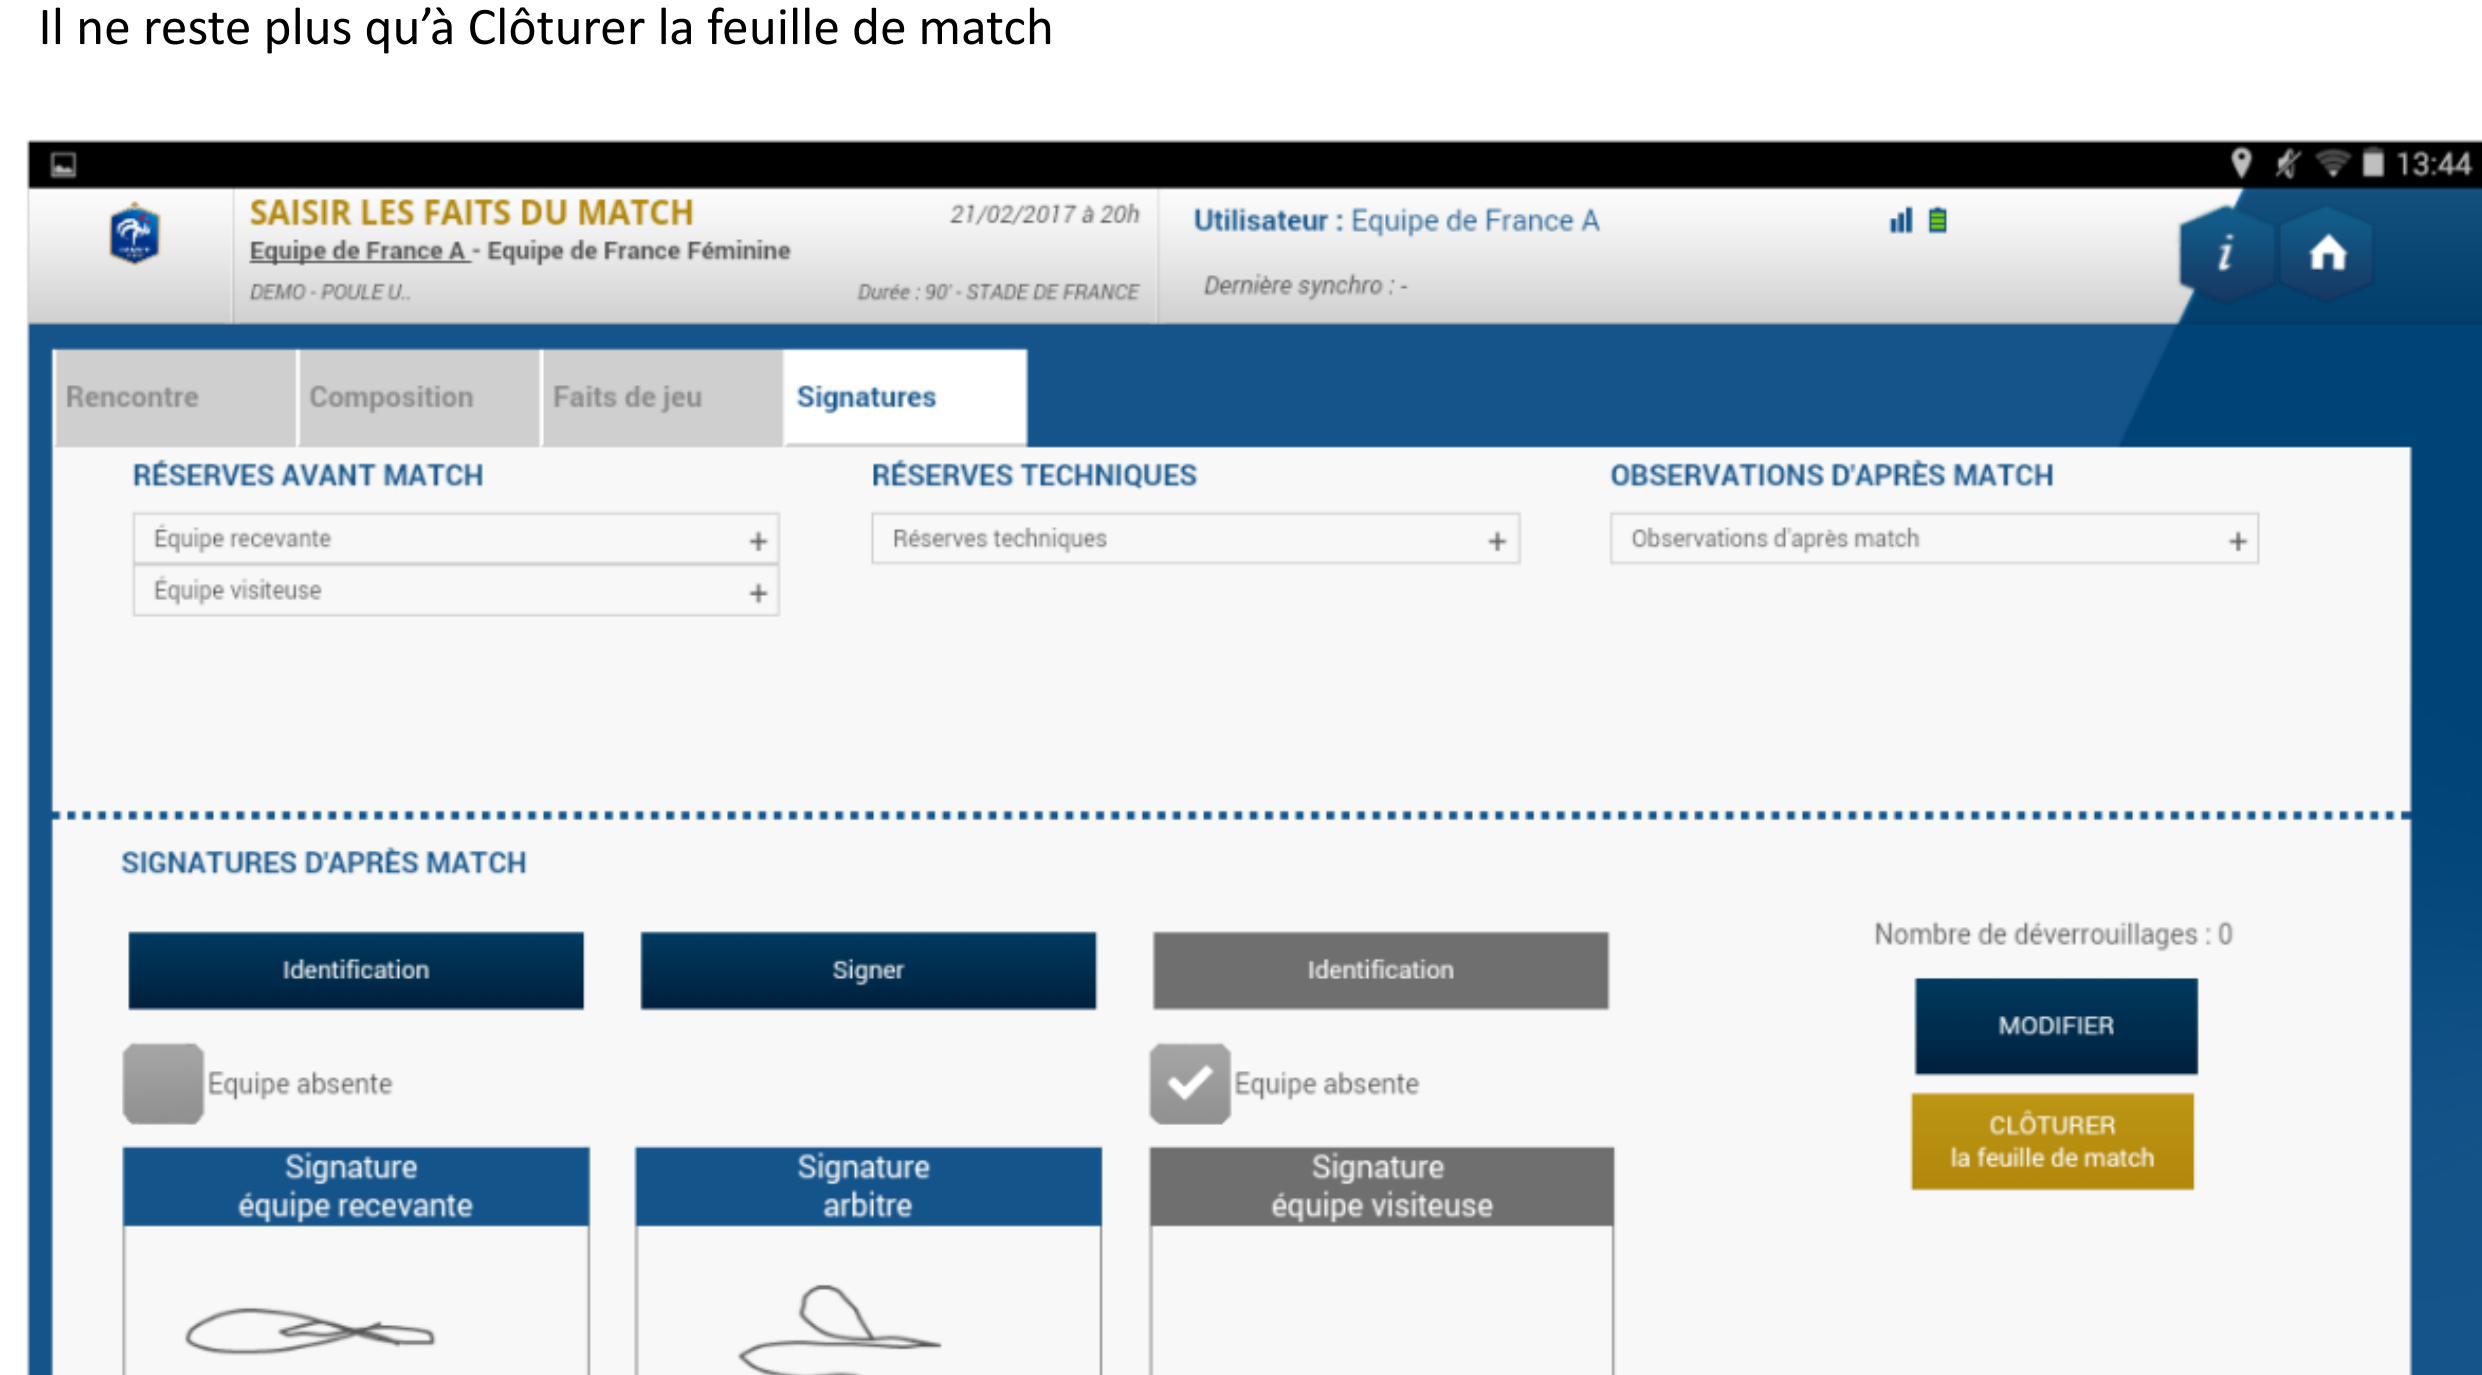 Il ne reste plus qu’à Clôturer la feuille de match
13:44
SAISIR LES FAITS DU MATCH
21/02/2017 à 20h
Equipe de France A - Equipe de France Féminine
DEMO - POULE U..
Durée : 90' - STADE DE FRANCE
Utilisateur : Equipe de France A
Dernière synchro : -
i
Rencontre
Composition
Faits de jeu
Signatures
RÉSERVES AVANT MATCH
Équipe recevante +
Équipe visiteuse +
RÉSERVES TECHNIQUES
Réserves techniques +
OBSERVATIONS D'APRÈS MATCH
Observations d'après match +
SIGNATURES D'APRÈS MATCH
Identification
Signer
Identification
Equipe absente
Equipe absente
Signature
équipe recevante
Signature
arbitre
Signature
équipe visiteuse
Nombre de déverrouillages : 0
MODIFIER
CLÔTURER
la feuille de match